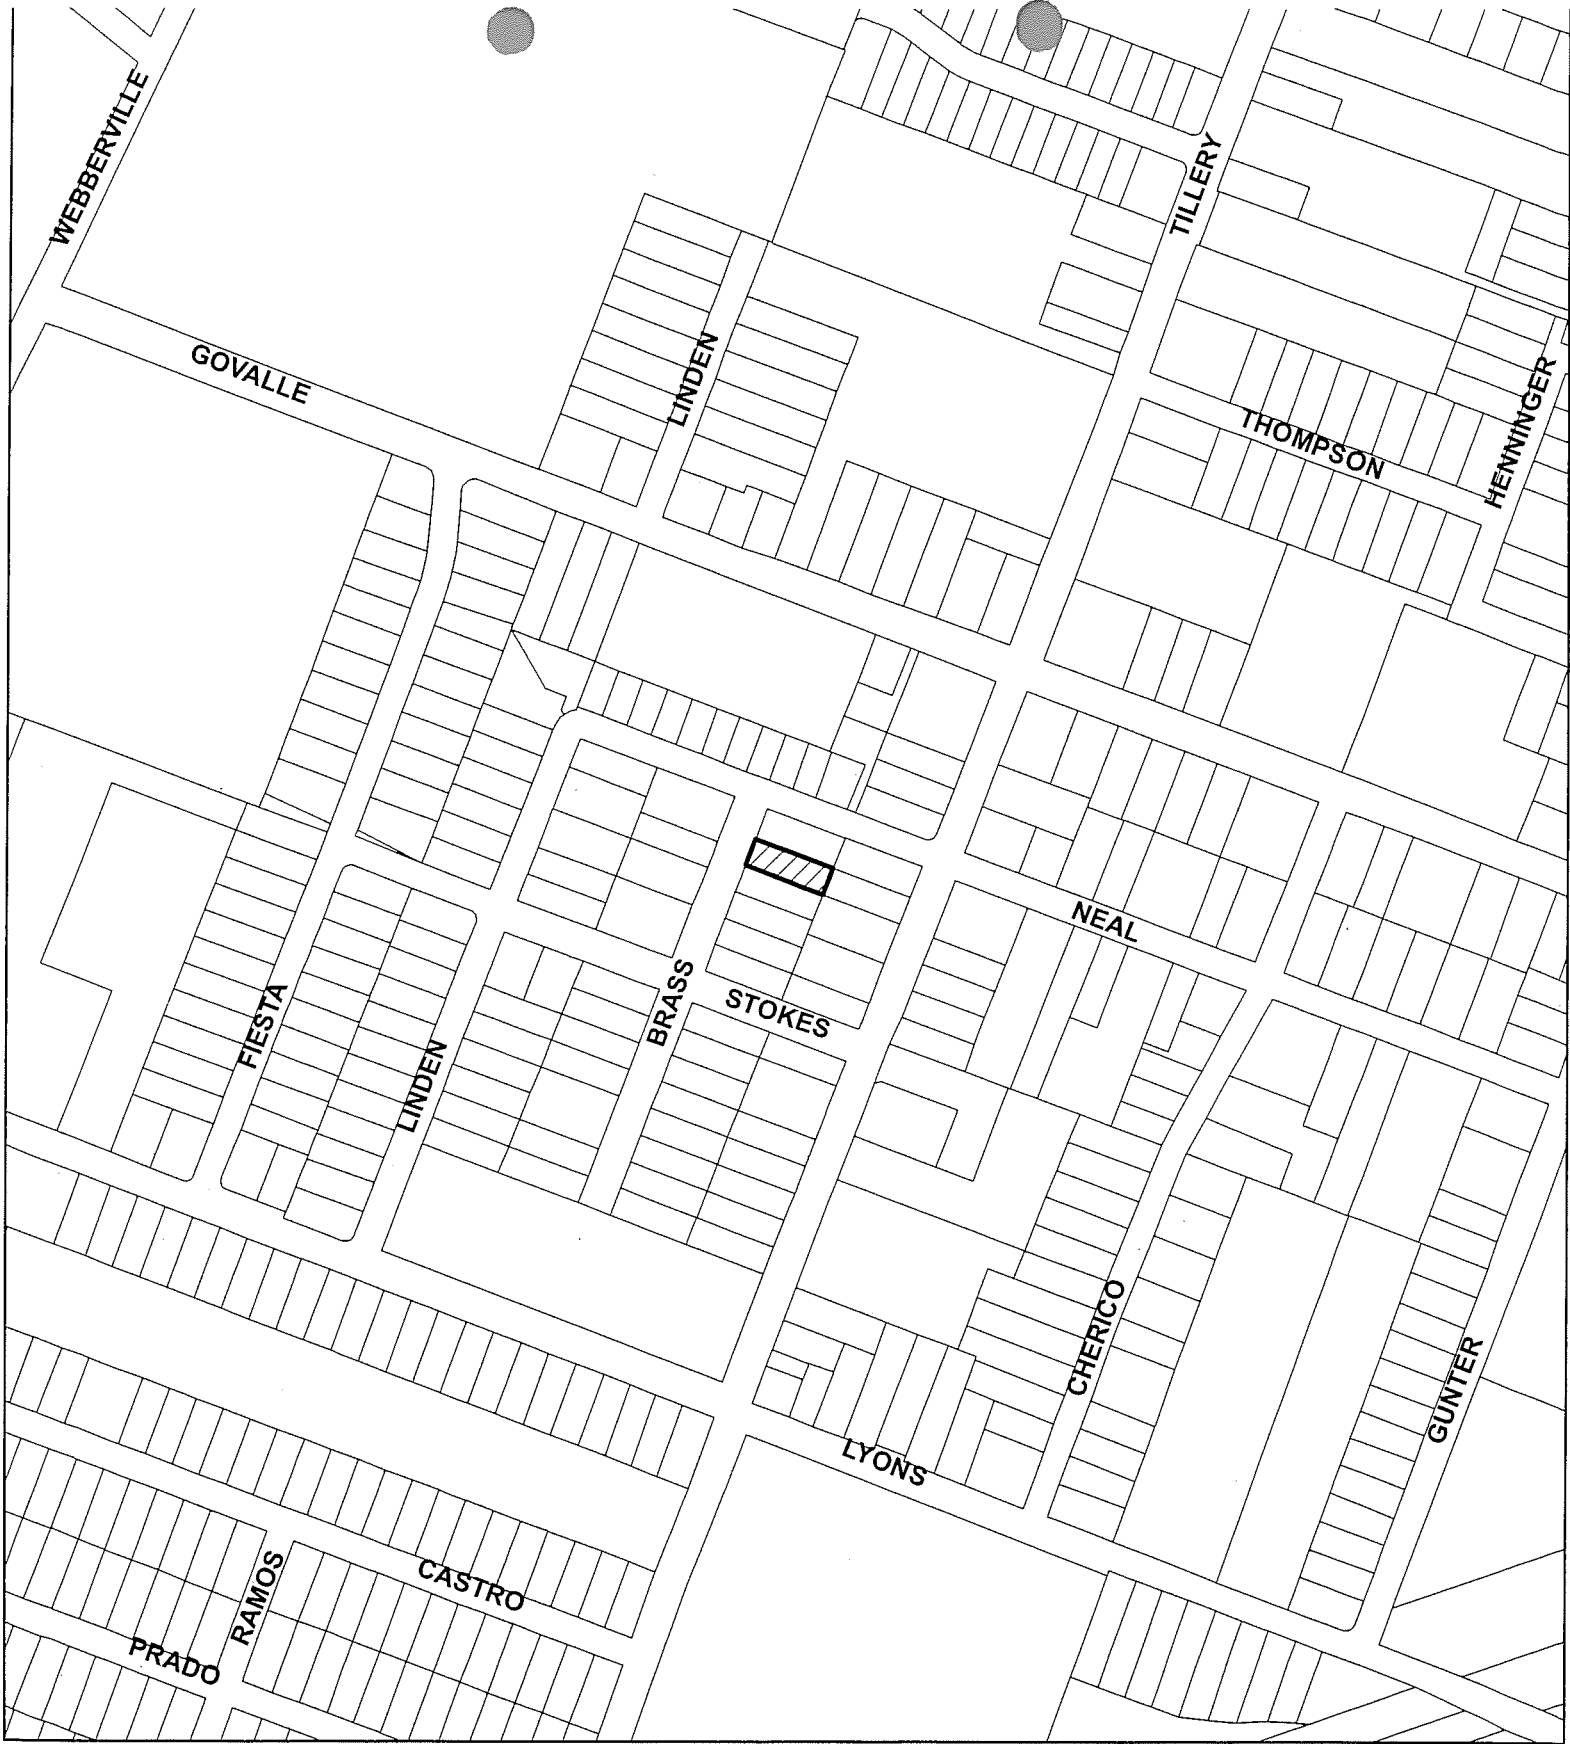 WEBBERVILLE
TILLERY
GOVALLE
LINDEN
THOMPSON
HENNINGER
NEAL
BRASS
STOKES
FIESTA
LINDEN
CHERICO
GUNTER
LYONS
CASTRO
RAMOS
PRADO